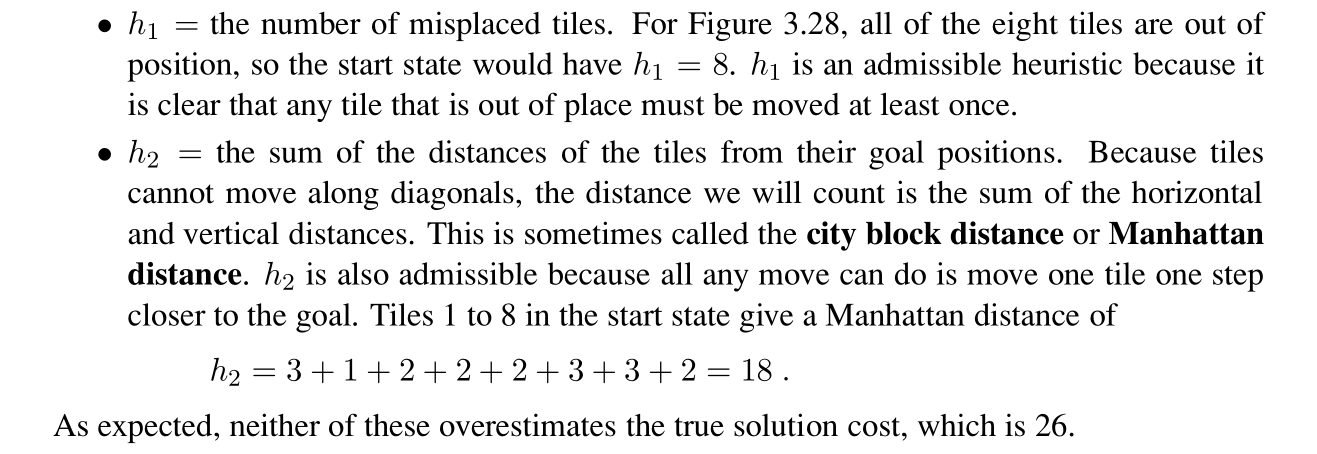 • h₁ = the number of misplaced tiles. For Figure 3.28, all of the eight tiles are out of
position, so the start state would have h₁ = 8. h₁ is an admissible heuristic because it
is clear that any tile that is out of place must be moved at least once.
• h₂ = the sum of the distances of the tiles from their goal positions. Because tiles
cannot move along diagonals, the distance we will count is the sum of the horizontal
and vertical distances. This is sometimes called the city block distance or Manhattan
distance. h₂ is also admissible because all any move can do is move one tile one step
closer to the goal. Tiles 1 to 8 in the start state give a Manhattan distance of
h₂ = 3 + 1 + 2 + 2 + 2 + 3 + 3 + 2 = 18 .
As expected, neither of these overestimates the true solution cost, which is 26.